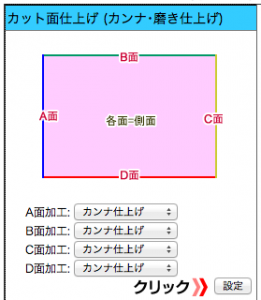 カット面仕上げ (カンナ･磨き仕上げ)
B面
A面
各面=側面
C面
D面
A面加工: カンナ仕上げ
B面加工: カンナ仕上げ
C面加工: カンナ仕上げ
D面加工: カンナ仕上げ
クリック 設定